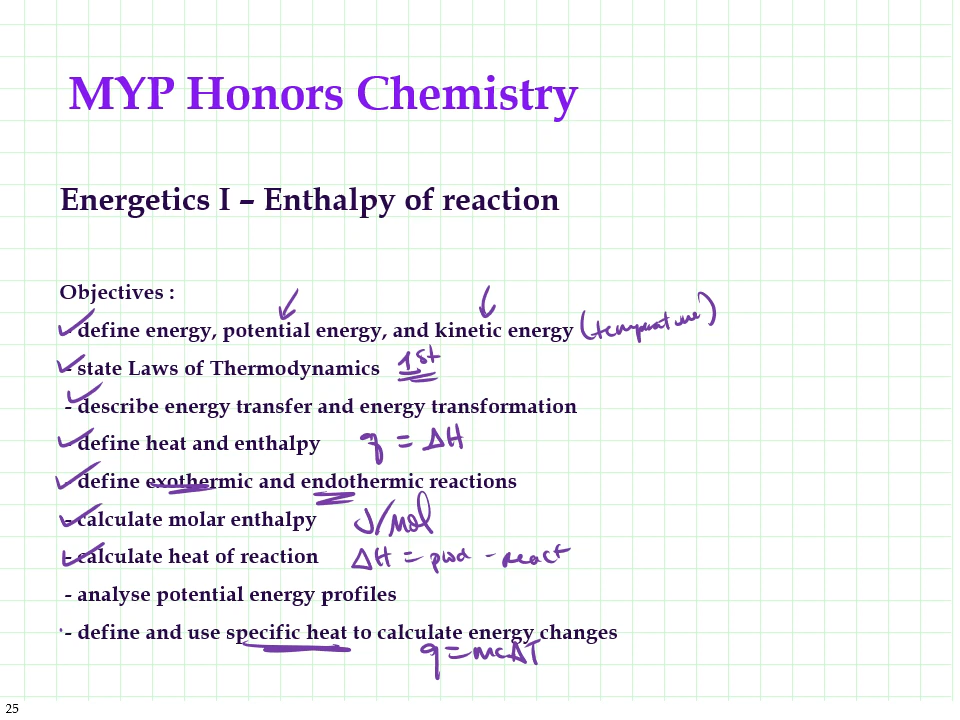 MYP Honors Chemistry
Energetics I – Enthalpy of reaction
Objectives :
- define energy, potential energy, and kinetic energy (temperature)
- state Laws of Thermodynamics 1st
- describe energy transfer and energy transformation
- define heat and enthalpy q = ΔH
- define exothermic and endothermic reactions
- calculate molar enthalpy J/mol
- calculate heat of reaction ΔH = prod - react
- analyse potential energy profiles
- define and use specific heat to calculate energy changes
q = mcΔT
25